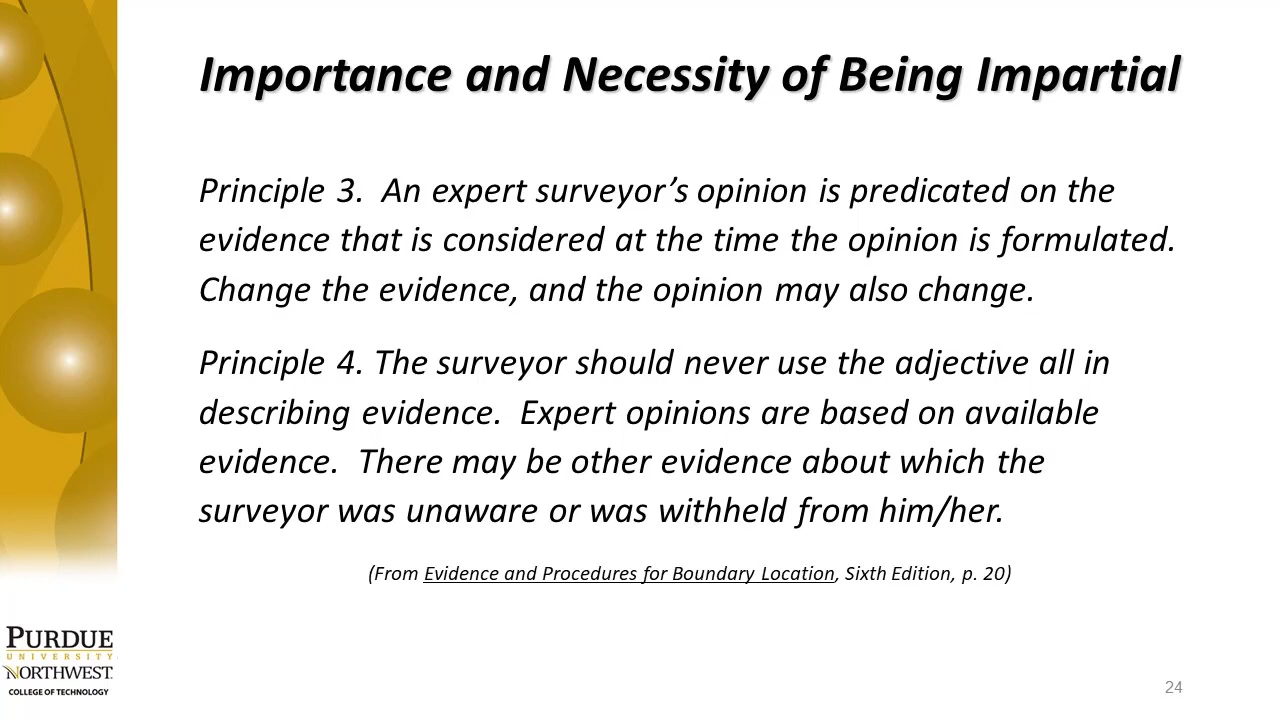 Importance and Necessity of Being Impartial
Principle 3.  An expert surveyor’s opinion is predicated on the
evidence that is considered at the time the opinion is formulated.
Change the evidence, and the opinion may also change.
Principle 4. The surveyor should never use the adjective all in
describing evidence.  Expert opinions are based on available
evidence.  There may be other evidence about which the
surveyor was unaware or was withheld from him/her.
(From Evidence and Procedures for Boundary Location, Sixth Edition, p. 20)
PURDUE
UNIVERSITY
NORTHWEST
COLLEGE OF TECHNOLOGY
24